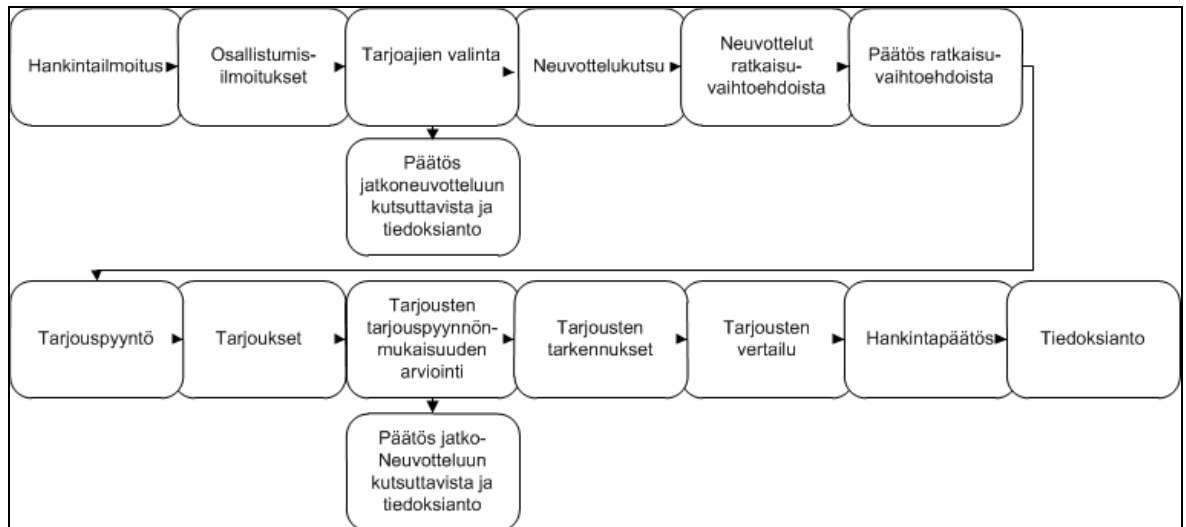 Hankintailmoitus
Osallistumis-
ilmoitukset
Tarjoajien valinta
Neuvottelukutsu
Neuvottelut
ratkaisu-
vaihtoehdoista
Päätös ratkaisu-
vaihtoehdoista
Päätös
jatkoneuvotteluun
kutsuttavista ja
tiedoksianto
Tarjouspyyntö
Tarjoukset
Tarjousten
tarjouspyynnön-
mukaisuuden
arviointi
Tarjousten
tarkennukset
Tarjousten
vertailu
Hankintapäätös
Tiedoksianto
Päätös jatko-
Neuvotteluun
kutsuttavista ja
tiedoksianto